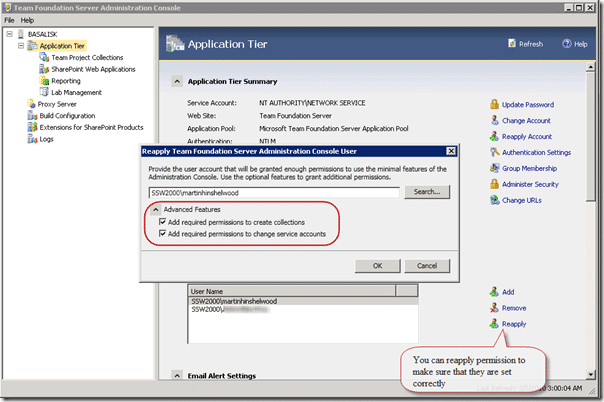 Team Foundation Server Administration Console
File Help
BASALISK
Application Tier
Team Project Collections
SharePoint Web Applications
Reporting
Lab Management
Proxy Server
Build Configuration
Extensions for SharePoint Products
Logs
Application Tier
Refresh
Help
Application Tier Summary
Service Account: NT AUTHORITY\NETWORK SERVICE
Web Site: Team Foundation Server
Application Pool: Microsoft Team Foundation Server Application Pool
Authentication: NTLM
Update Password
Change Account
Reapply Account
Authentication Settings
Group Membership
Administer Security
Change URLs
Reapply Team Foundation Server Administration Console User
Provide the user account that will be granted enough permissions to use the minimal features of the
Administration Console. Use the optional features to grant additional permissions.
SSW2000\martinhinshelwood
Search...
Advanced Features
Add required permissions to create collections
Add required permissions to change service accounts
OK
Cancel
User Name
SSW2000\martinhinshelwood
SSW2000\
Add
Remove
Reapply
You can reapply permission to
make sure that they are set
correctly
Email Alert Settings
3:00:04 AM